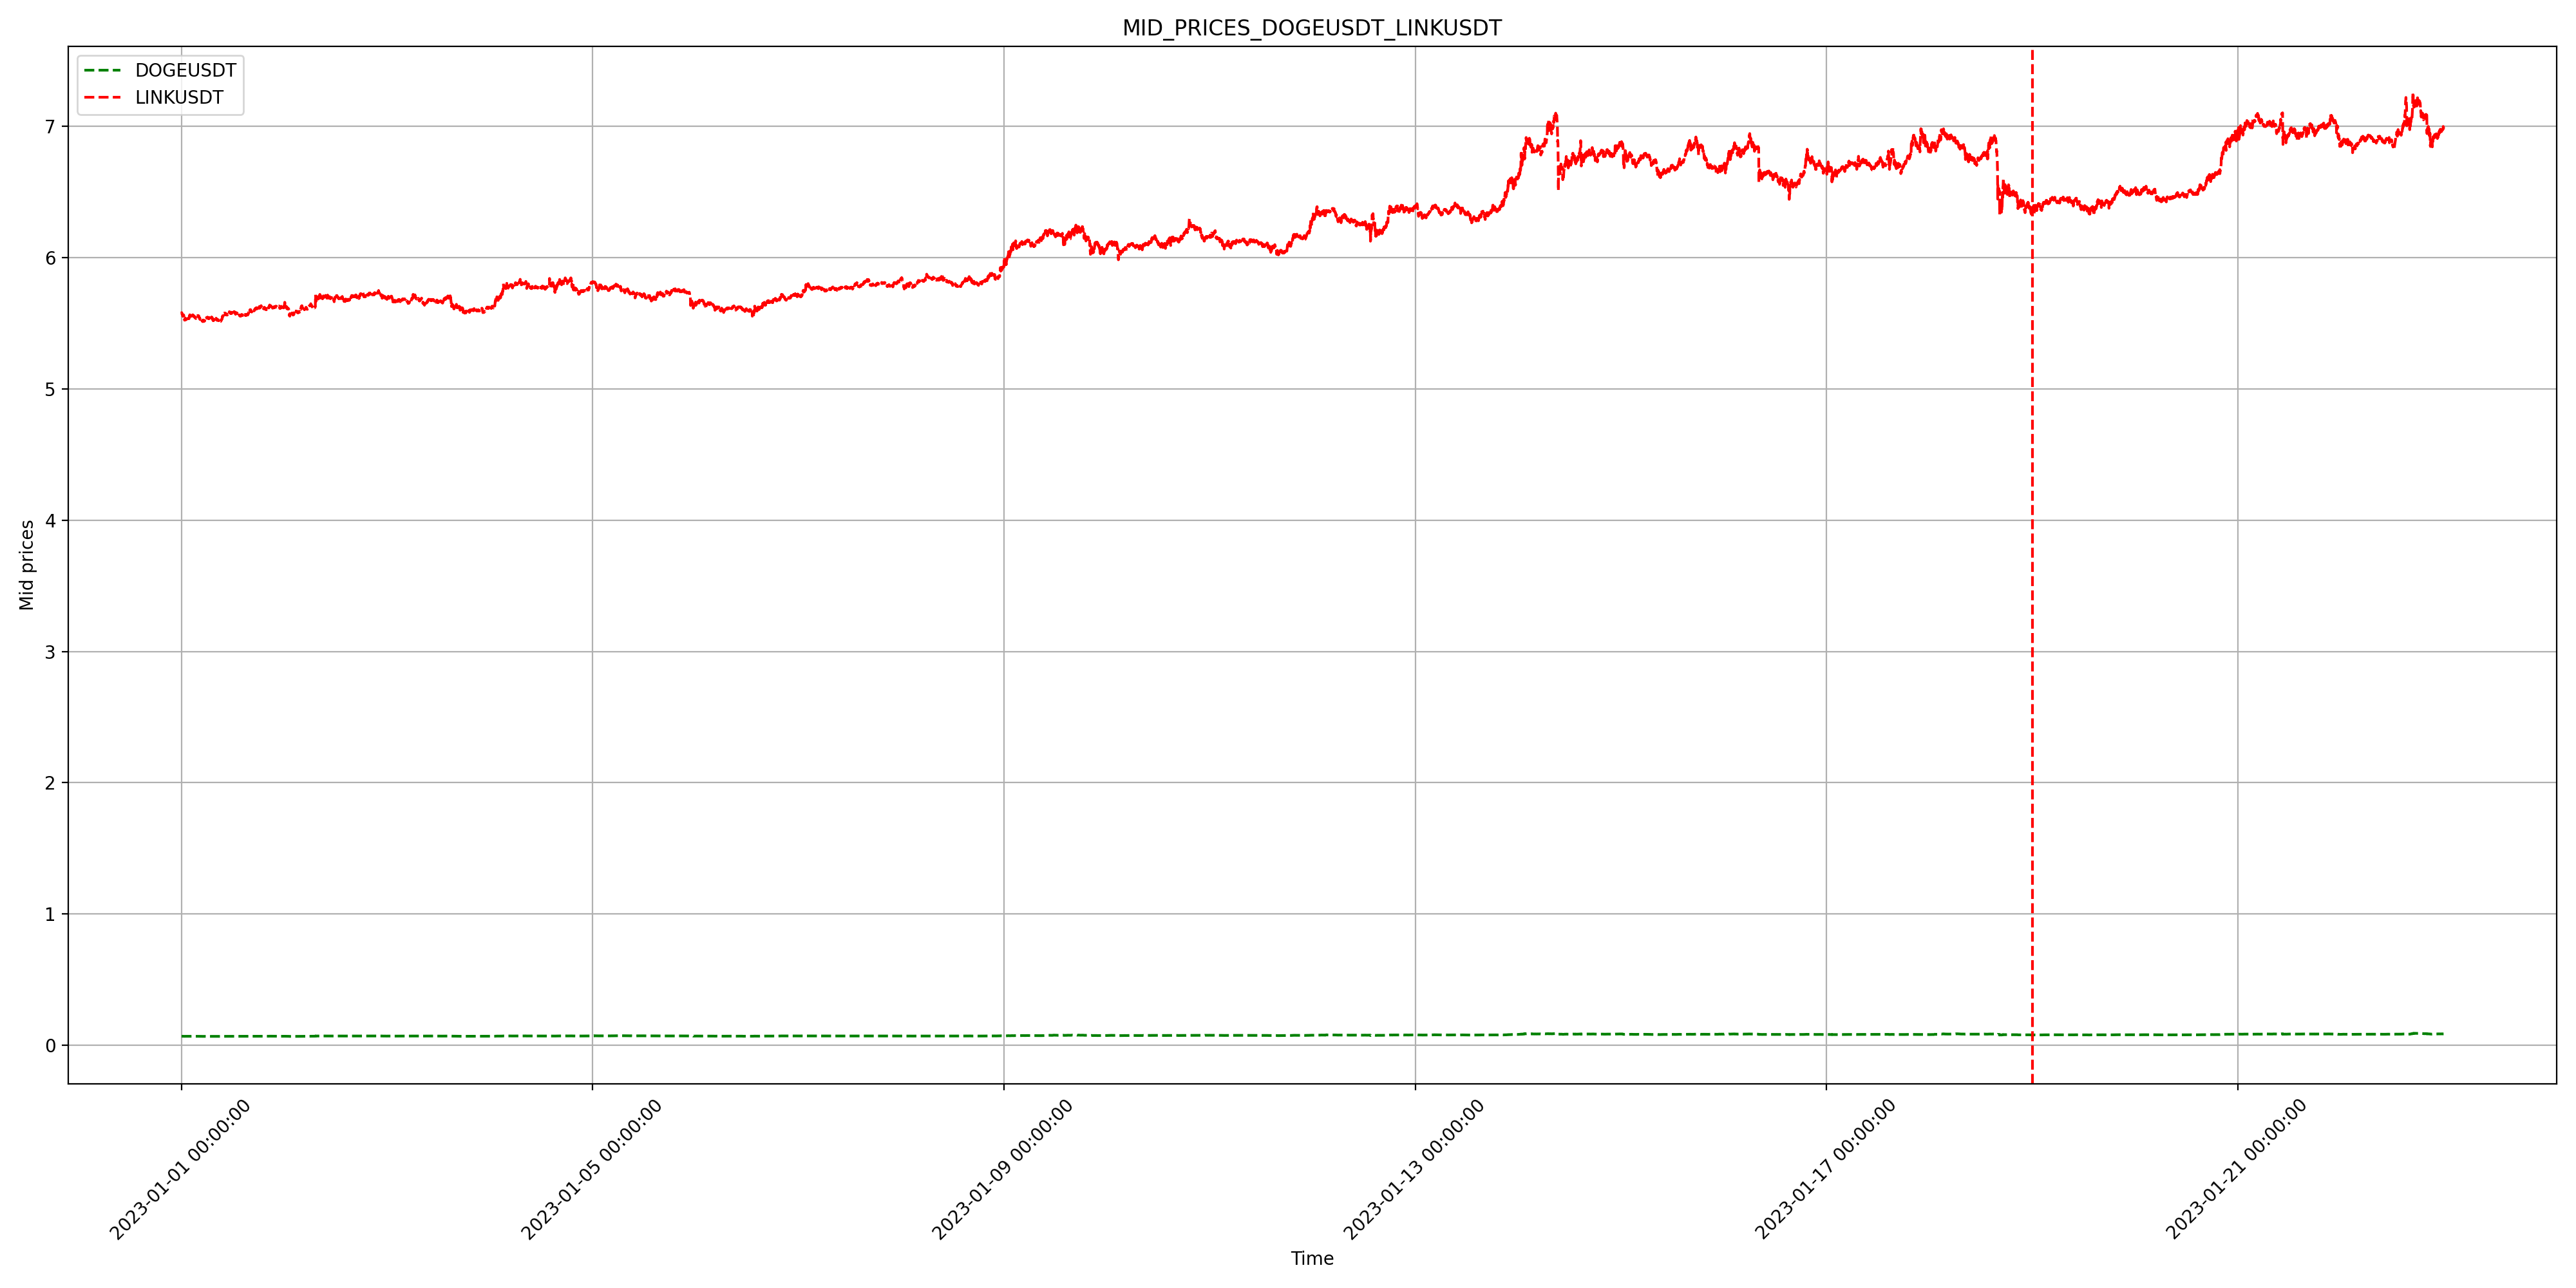 MID_PRICES_DOGEUSDT_LINKUSDT
DOGEUSDT
LINKUSDT
7
6
5
4
3
2
1
0
Mid prices
2023-01-01 00:00:00
2023-01-05 00:00:00
2023-01-09 00:00:00
2023-01-13 00:00:00
2023-01-17 00:00:00
2023-01-21 00:00:00
Time